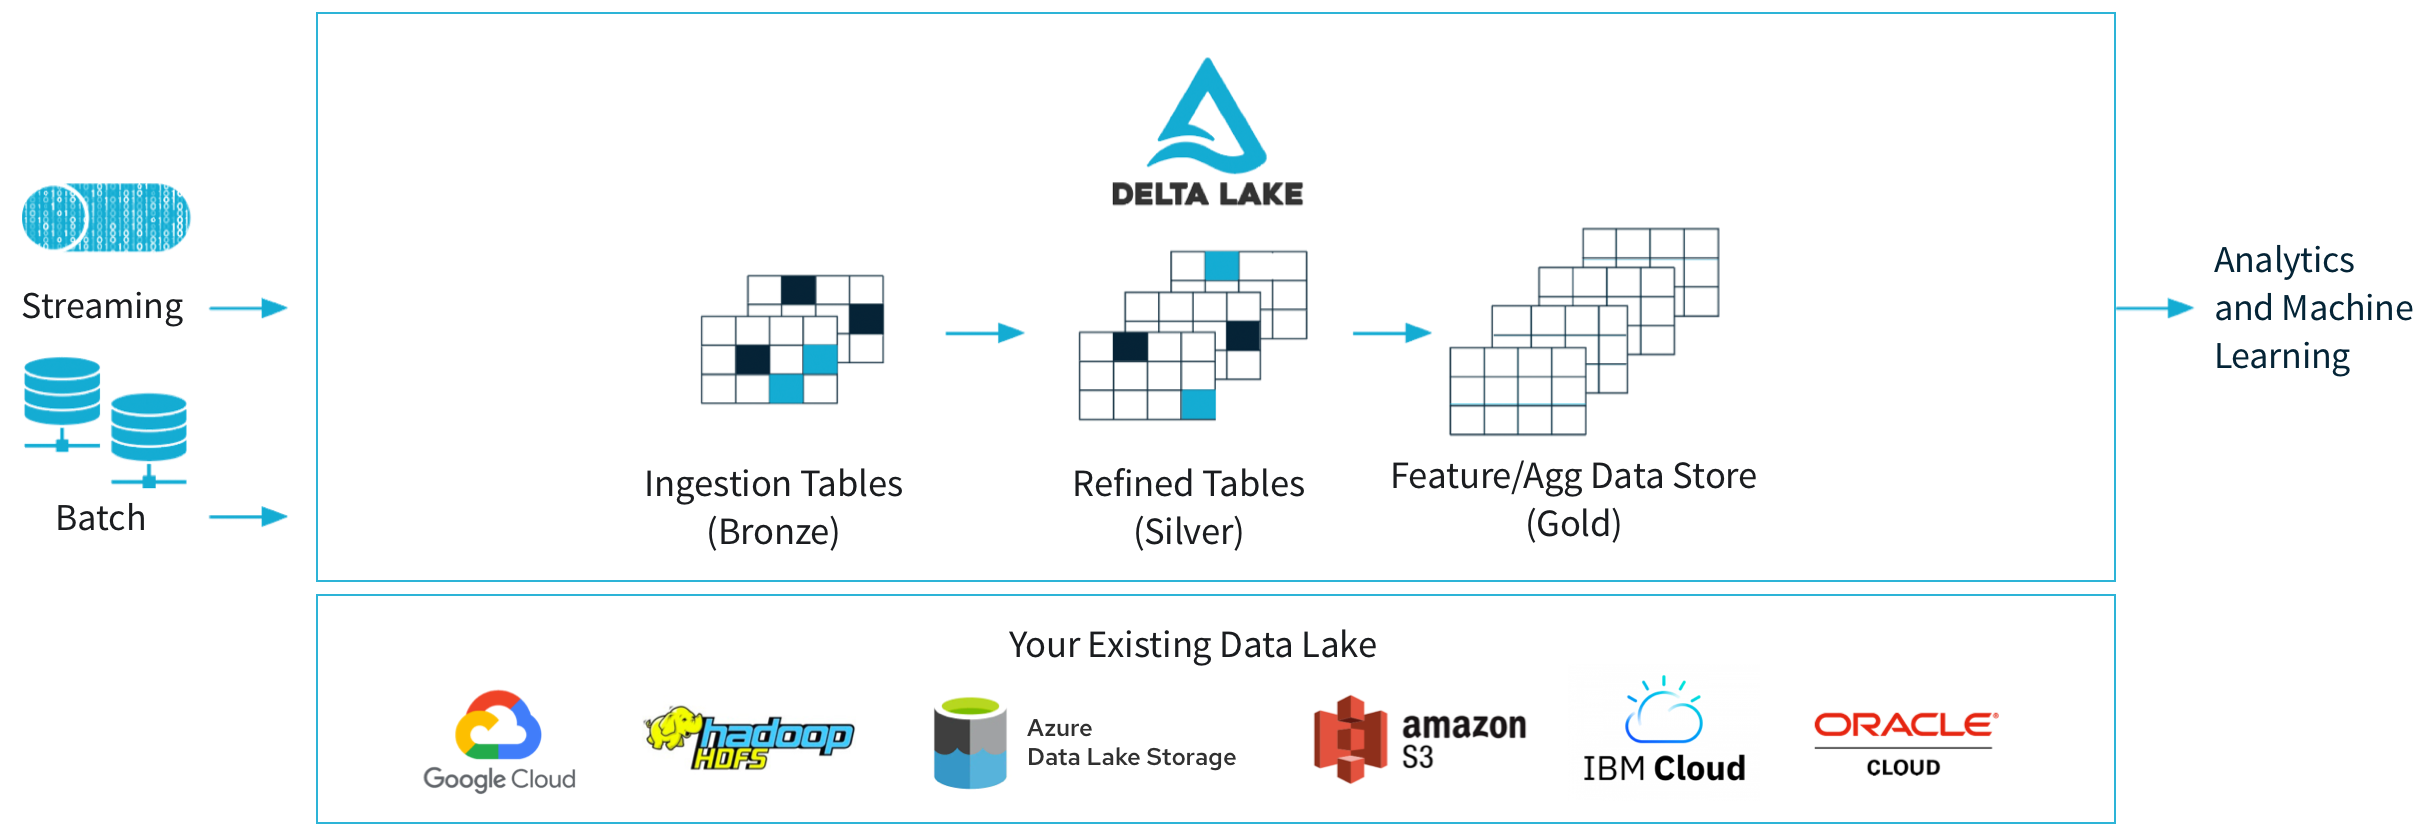 DELTA LAKE
Streaming
Batch
Ingestion Tables
(Bronze)
Refined Tables
(Silver)
Feature/Agg Data Store
(Gold)
Analytics
and Machine
Learning
Your Existing Data Lake
Google Cloud
hadoop
HDFS
Azure
Data Lake Storage
amazon
S3
IBM Cloud
ORACLE®
CLOUD